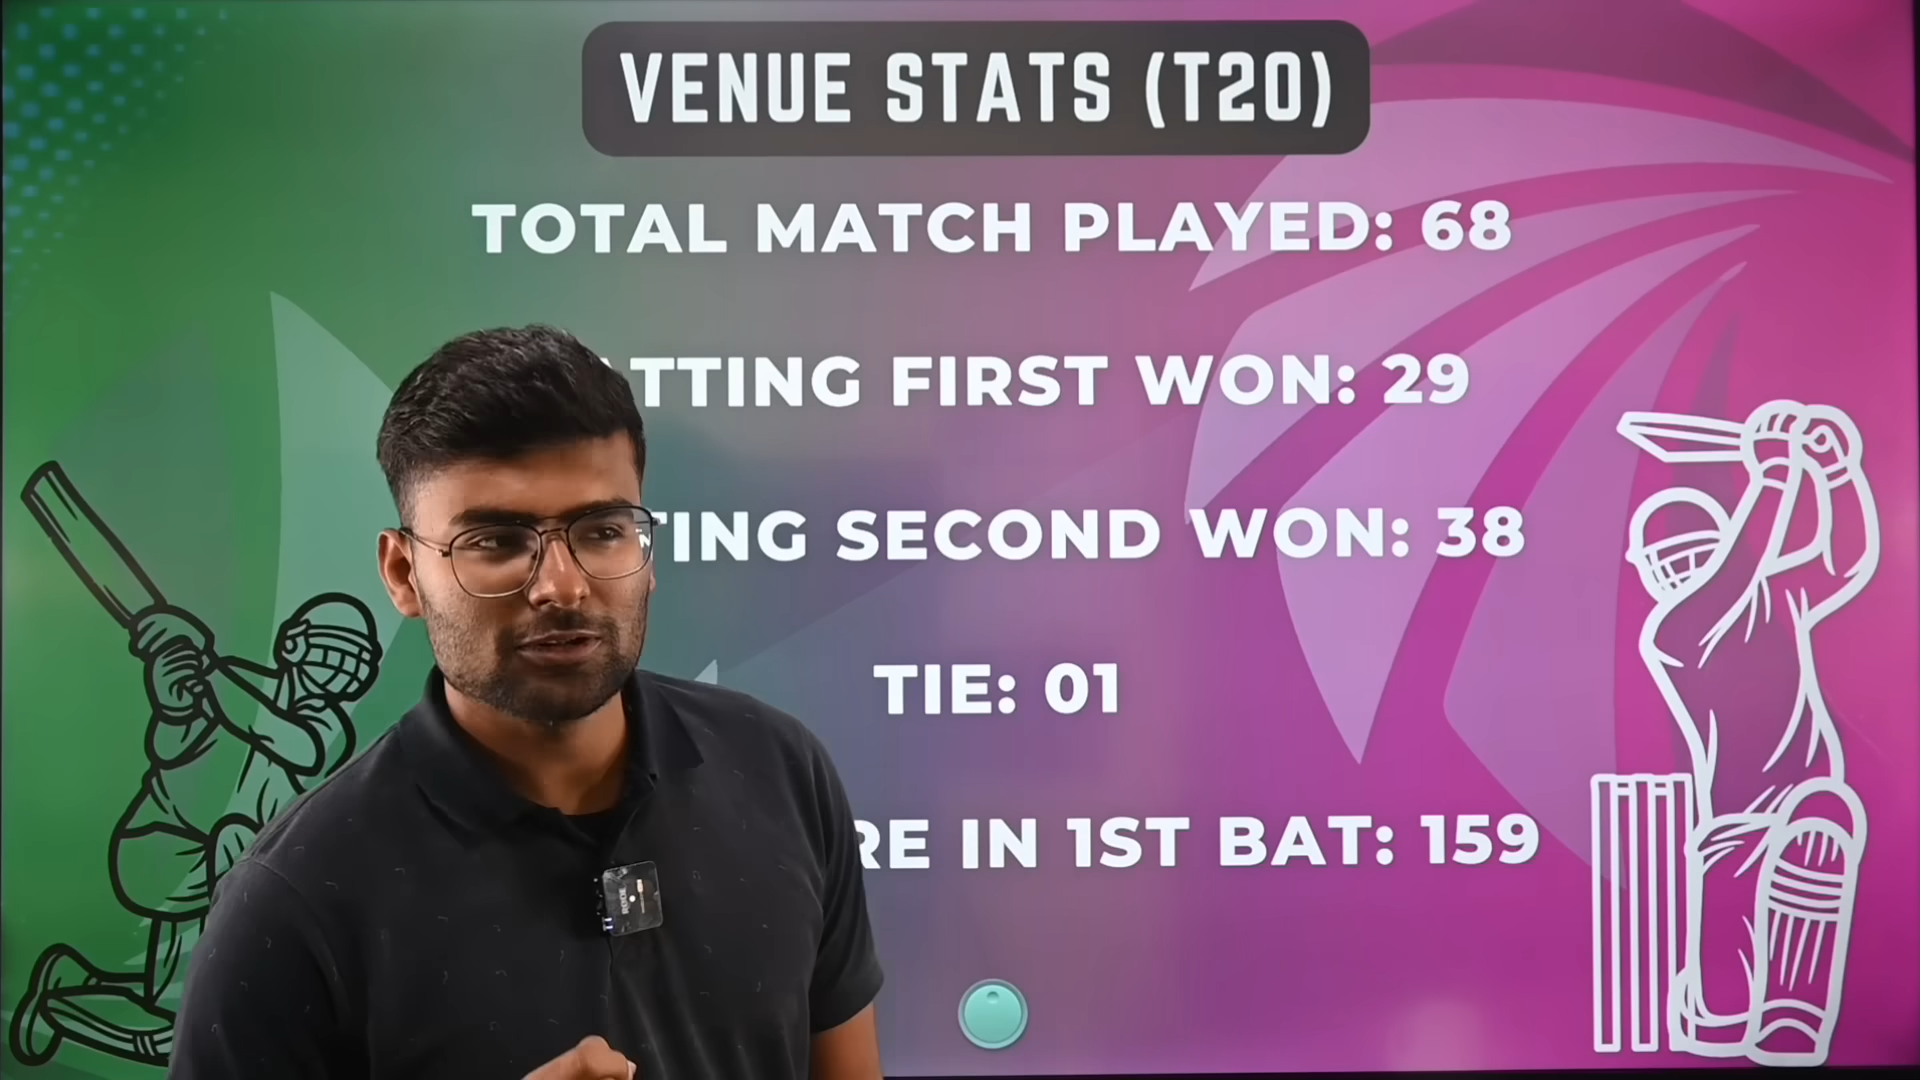 VENUE STATS (T20)
TOTAL MATCH PLAYED: 68
TTING FIRST WON: 29
TING SECOND WON: 38
TIE: 01
RE IN 1ST BAT: 159
RODE